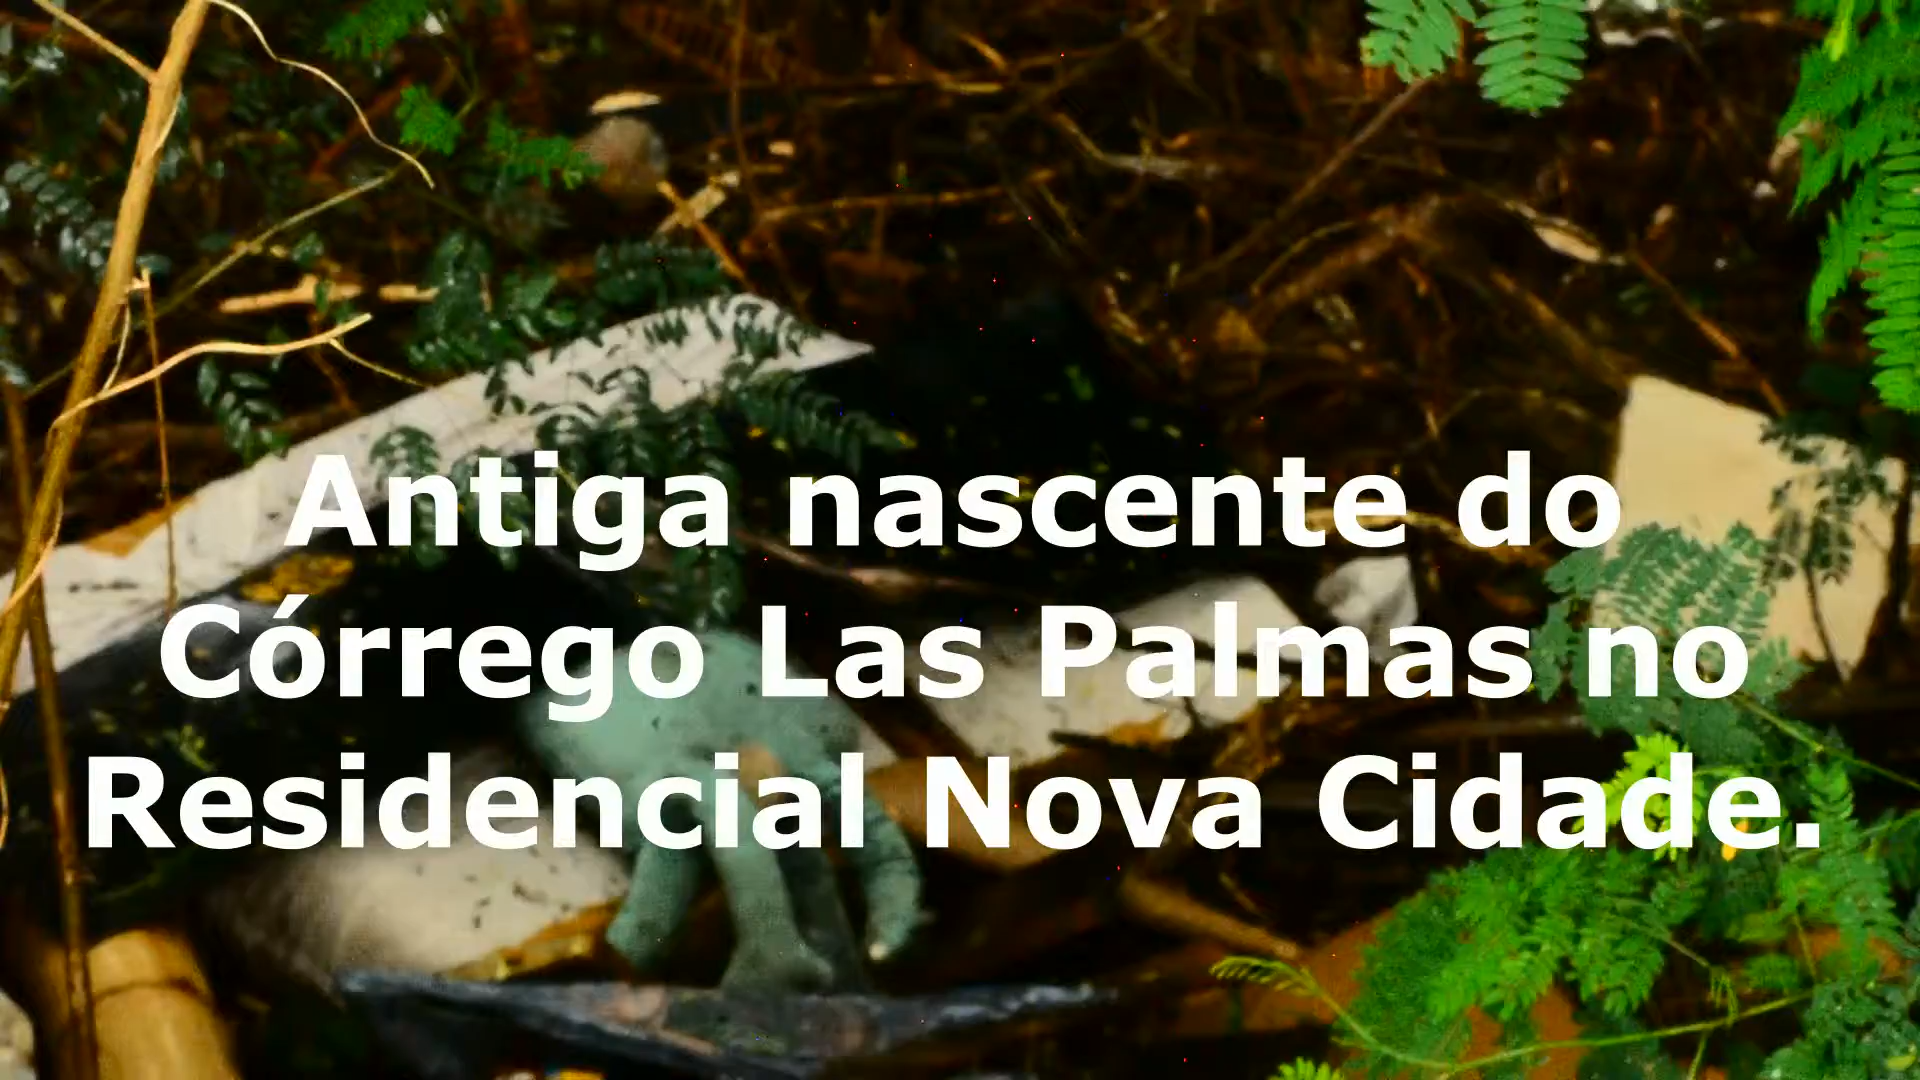 Antiga nascente do
Córrego Las Palmas no
Residencial Nova Cidade.